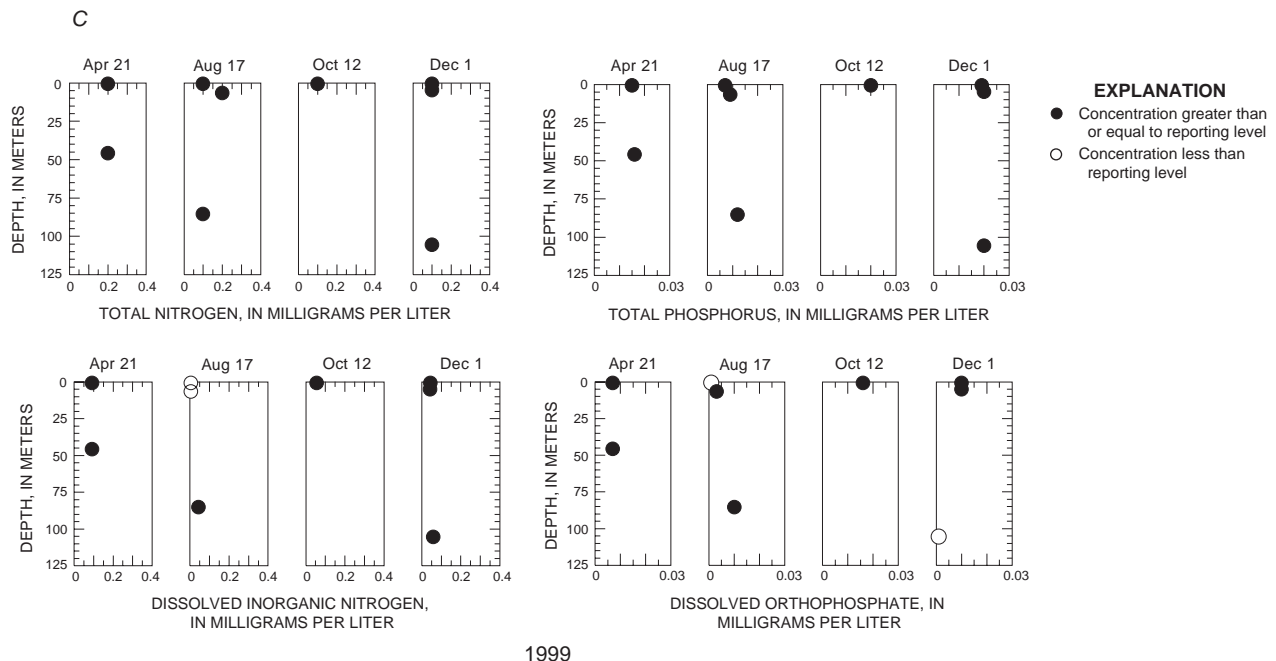 C
Apr 21 Aug 17 Oct 12 Dec 1
0
25
50
75
100
125
DEPTH, IN METERS
0 0.2 0.4 0 0.2 0.4 0 0.2 0.4 0 0.2 0.4
TOTAL NITROGEN, IN MILLIGRAMS PER LITER
Apr 21 Aug 17 Oct 12 Dec 1
0
25
50
75
100
125
DEPTH, IN METERS
0 0.03 0 0.03 0 0.03 0 0.03
TOTAL PHOSPHORUS, IN MILLIGRAMS PER LITER
EXPLANATION
Concentration greater than
or equal to reporting level
Concentration less than
reporting level
Apr 21 Aug 17 Oct 12 Dec 1
0
25
50
75
100
125
DEPTH, IN METERS
0 0.2 0.4 0 0.2 0.4 0 0.2 0.4 0 0.2 0.4
DISSOLVED INORGANIC NITROGEN,
IN MILLIGRAMS PER LITER
Apr 21 Aug 17 Oct 12 Dec 1
0
25
50
75
100
125
DEPTH, IN METERS
0 0.03 0 0.03 0 0.03 0 0.03
DISSOLVED ORTHOPHOSPHATE, IN
MILLIGRAMS PER LITER
1999